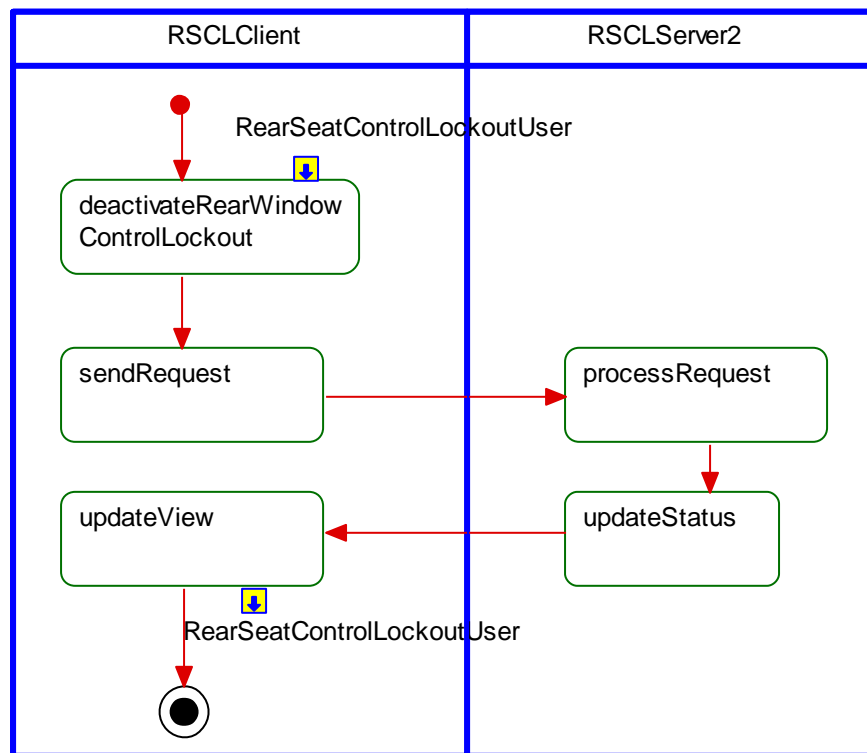 RSCLClient
RSCLServer2
RearSeatControlLockoutUser
deactivateRearWindow
ControlLockout
sendRequest
processRequest
updateView
updateStatus
RearSeatControlLockoutUser